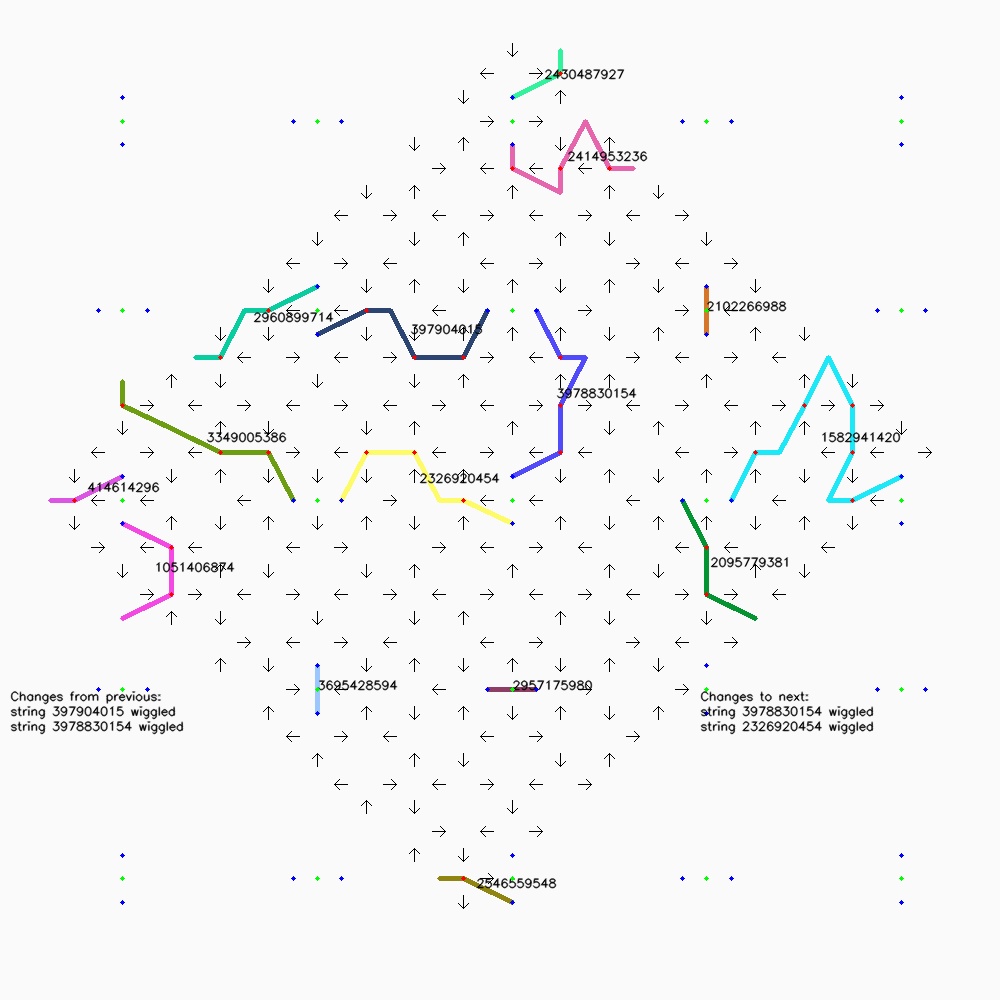 2430487927
2414953236
2102266988
2960899714
397904015
3978830154
3349005386
1582941420
2326920454
414614296
2095779381
1051406874
3695428594
2957175980
Changes from previous:
string 397904015 wiggled
string 3978830154 wiggled
Changes to next:
string 3978830154 wiggled
string 2326920454 wiggled
2546559548